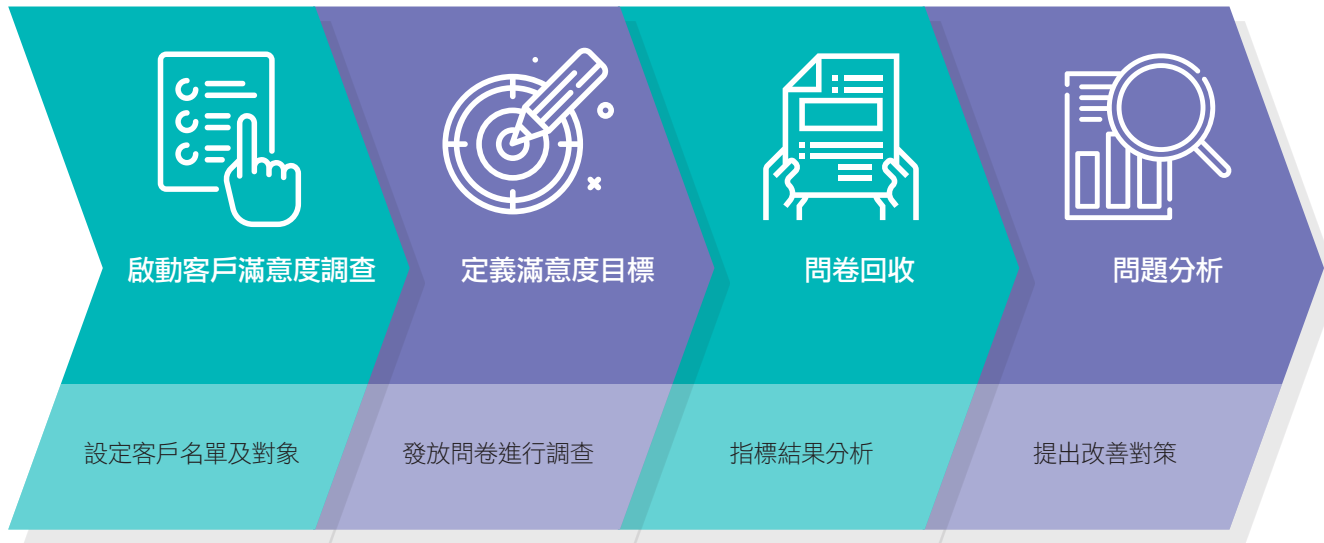 啟動客戶滿意度調查
定義滿意度目標
問卷回收
問題分析
設定客戶名單及對象
發放問卷進行調查
指標結果分析
提出改善對策